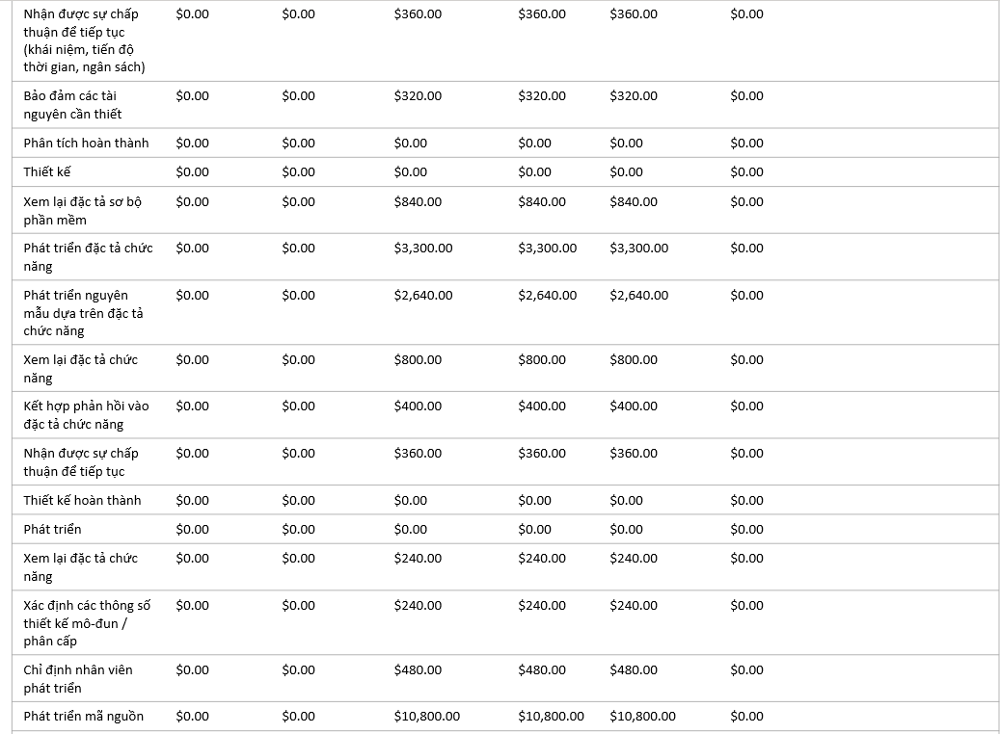 Nhận được sự chấp $0.00 $0.00 $360.00 $360.00 $360.00 $0.00
thuận để tiếp tục
(khái niệm, tiến độ
thời gian, ngân sách)
Bảo đảm các tài $0.00 $0.00 $320.00 $320.00 $320.00 $0.00
nguyên cần thiết
Phân tích hoàn thành $0.00 $0.00 $0.00 $0.00 $0.00 $0.00
Thiết kế $0.00 $0.00 $0.00 $0.00 $0.00 $0.00
Xem lại đặc tả sơ bộ $0.00 $0.00 $840.00 $840.00 $840.00 $0.00
phần mềm
Phát triển đặc tả chức $0.00 $0.00 $3,300.00 $3,300.00 $3,300.00 $0.00
năng
Phát triển nguyên $0.00 $0.00 $2,640.00 $2,640.00 $2,640.00 $0.00
mẫu dựa trên đặc tả
chức năng
Xem lại đặc tả chức $0.00 $0.00 $800.00 $800.00 $800.00 $0.00
năng
Kết hợp phản hồi vào $0.00 $0.00 $400.00 $400.00 $400.00 $0.00
đặc tả chức năng
Nhận được sự chấp $0.00 $0.00 $360.00 $360.00 $360.00 $0.00
thuận để tiếp tục
Thiết kế hoàn thành $0.00 $0.00 $0.00 $0.00 $0.00 $0.00
Phát triển $0.00 $0.00 $0.00 $0.00 $0.00 $0.00
Xem lại đặc tả chức $0.00 $0.00 $240.00 $240.00 $240.00 $0.00
năng
Xác định các thông số $0.00 $0.00 $240.00 $240.00 $240.00 $0.00
thiết kế mô-đun /
phân cấp
Chỉ định nhân viên $0.00 $0.00 $480.00 $480.00 $480.00 $0.00
phát triển
Phát triển mã nguồn $0.00 $0.00 $10,800.00 $10,800.00 $10,800.00 $0.00